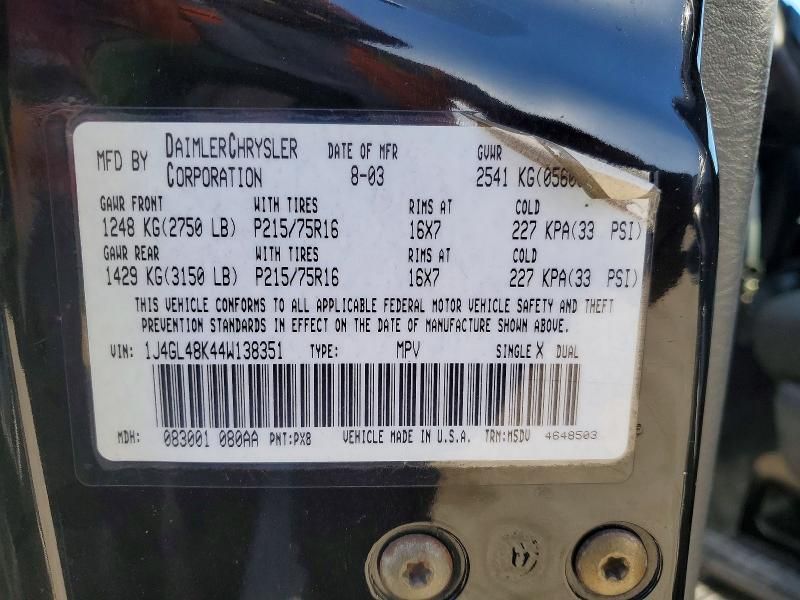 MFD BY DAIMLERCHRYSLER CORPORATION DATE OF MFR 8-03 GVWR 2541 KG(0560
GAWR FRONT WITH TIRES RIMS AT COLD
1248 KG(2750 LB) P215/75R16 16X7 227 KPA(33 PSI)
GAWR REAR WITH TIRES RIMS AT COLD
1429 KG(3150 LB) P215/75R16 16X7 227 KPA(33 PSI)
THIS VEHICLE CONFORMS TO ALL APPLICABLE FEDERAL MOTOR VEHICLE SAFETY AND THEFT
PREVENTION STANDARDS IN EFFECT ON THE DATE OF MANUFACTURE SHOWN ABOVE.
VIN: 1J4GL48K44W138351 TYPE: MPV SINGLE X DUAL
MDH: 083001 080AA PNT:PX8 VEHICLE MADE IN U.S.A. TRM:M5DV 4648503